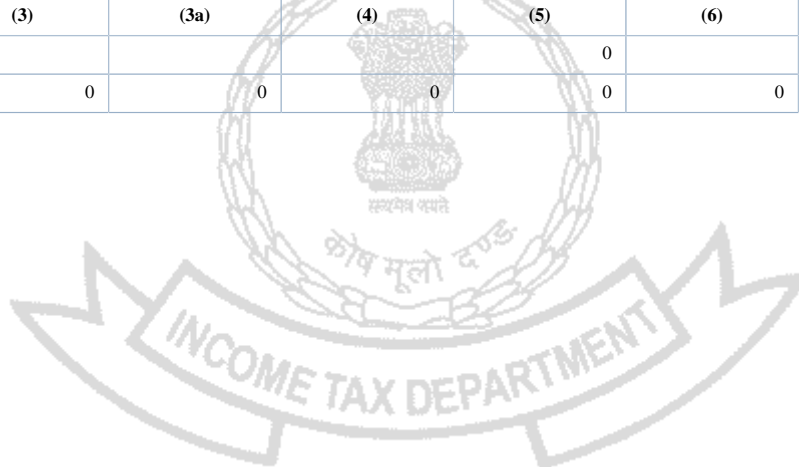 (3) (3a) (4) (5) (6)
0
0 0 0 0 0
सत्यमेव जयते
कोष मूलो दण्डः
INCOME TAX DEPARTMENT